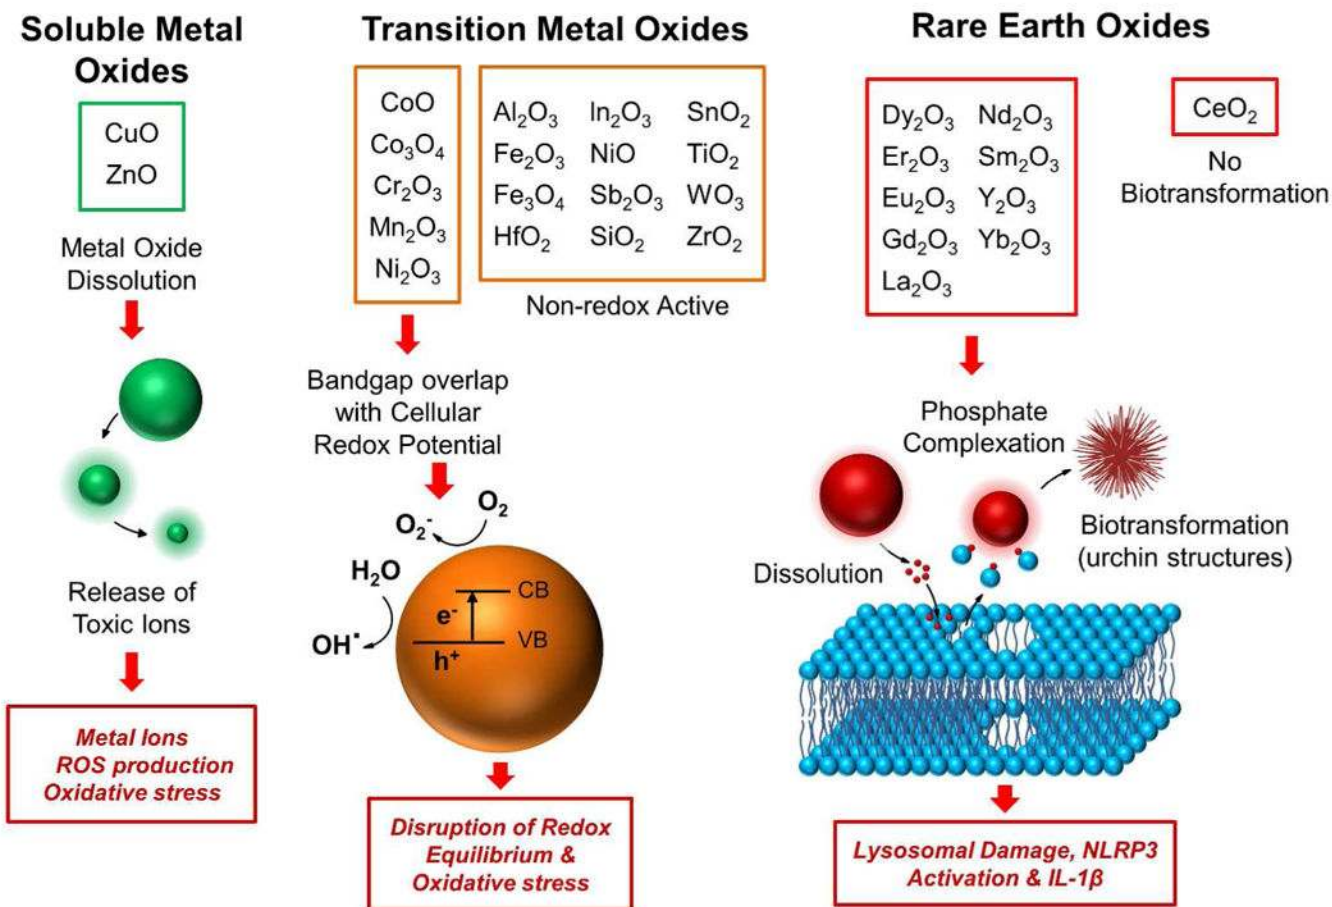 Soluble Metal
Oxides
CuO
ZnO
Metal Oxide
Dissolution
Release of
Toxic Ions
Metal Ions
ROS production
Oxidative stress
Transition Metal Oxides
CoO
Co₃O₄
Cr₂O₃
Mn₂O₃
Ni₂O₃
Al₂O₃ In₂O₃ SnO₂
Fe₂O₃ NiO TiO₂
Fe₃O₄ Sb₂O₃ WO₃
HfO₂ SiO₂ ZrO₂
Non-redox Active
Bandgap overlap
with Cellular
Redox Potential
O₂
O₂⁻
H₂O
OH•
CB
e⁻
VB
h⁺
Disruption of Redox
Equilibrium &
Oxidative stress
Rare Earth Oxides
Dy₂O₃ Nd₂O₃
Er₂O₃ Sm₂O₃
Eu₂O₃ Y₂O₃
Gd₂O₃ Yb₂O₃
La₂O₃
CeO₂
No
Biotransformation
Phosphate
Complexation
Dissolution
Biotransformation
(urchin structures)
Lysosomal Damage, NLRP3
Activation & IL-1β